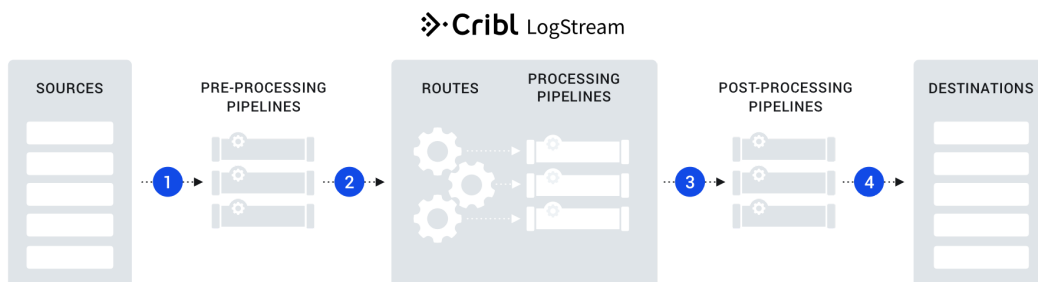 Cribl LogStream
SOURCES
PRE-PROCESSING
PIPELINES
ROUTES
PROCESSING
PIPELINES
POST-PROCESSING
PIPELINES
DESTINATIONS
1
2
3
4